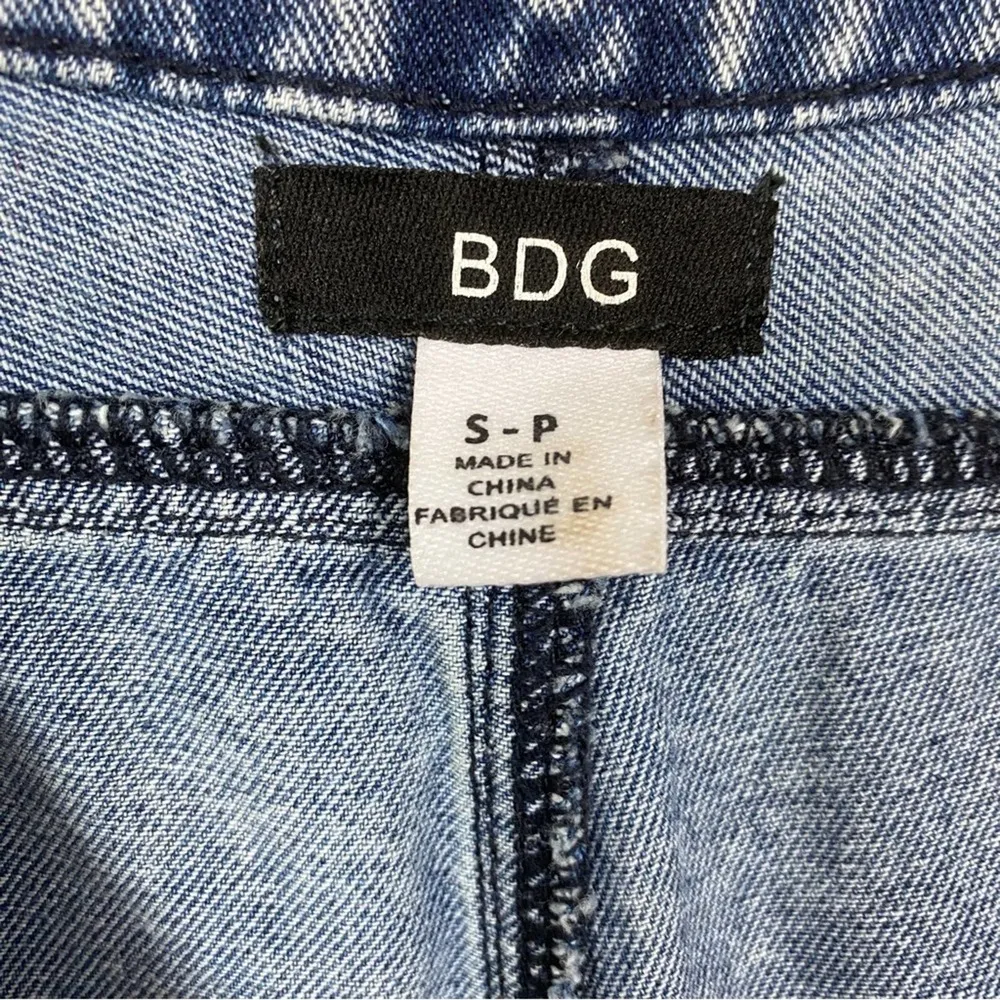 BDG
S - P
MADE IN
CHINA
FABRIQUÉ EN
CHINE